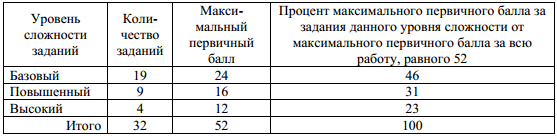 Уровень сложности заданий
Коли-
чество
заданий
Макси-
мальный
первичный
балл
Процент максимального первичного балла за
задания данного уровня сложности от
максимального первичного балла за всю
работу, равного 52
Базовый 19 24 46
Повышенный 9 16 31
Высокий 4 12 23
Итого 32 52 100